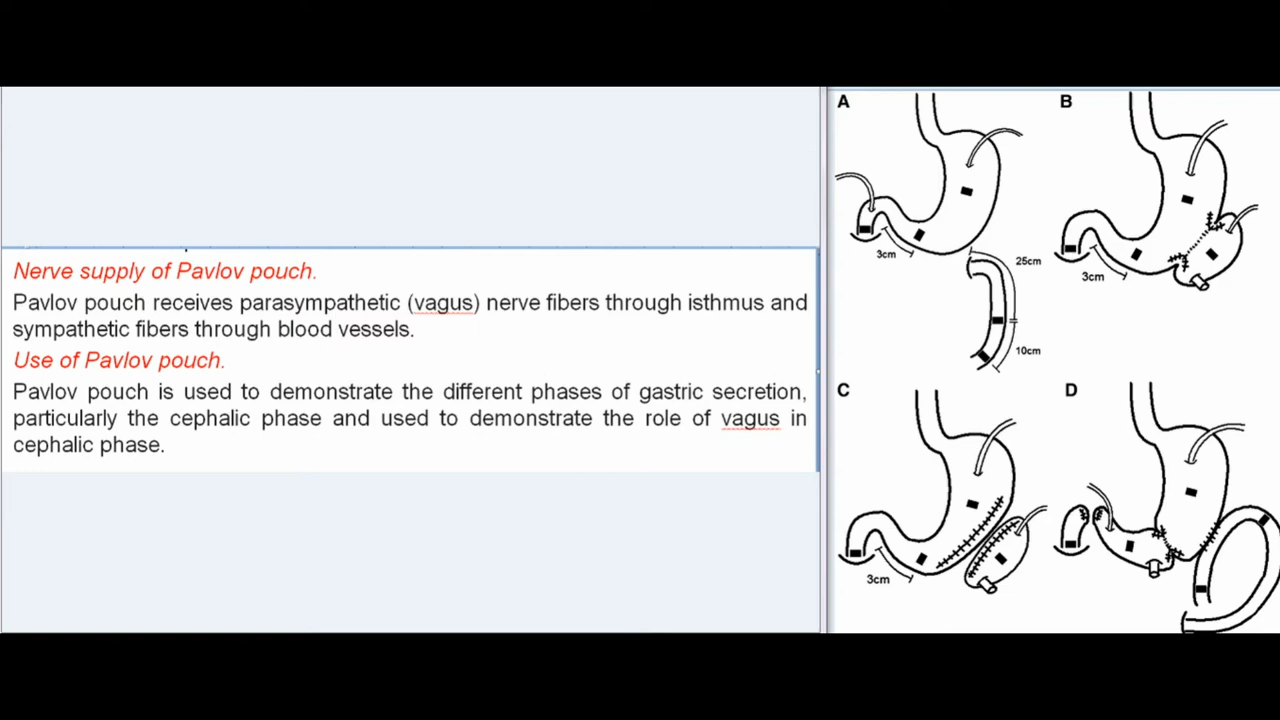 Nerve supply of Pavlov pouch.
Pavlov pouch receives parasympathetic (vagus) nerve fibers through isthmus and
sympathetic fibers through blood vessels.
Use of Pavlov pouch.
Pavlov pouch is used to demonstrate the different phases of gastric secretion,
particularly the cephalic phase and used to demonstrate the role of vagus in
cephalic phase.
A
3cm
25cm
10cm
B
3cm
C
3cm
D